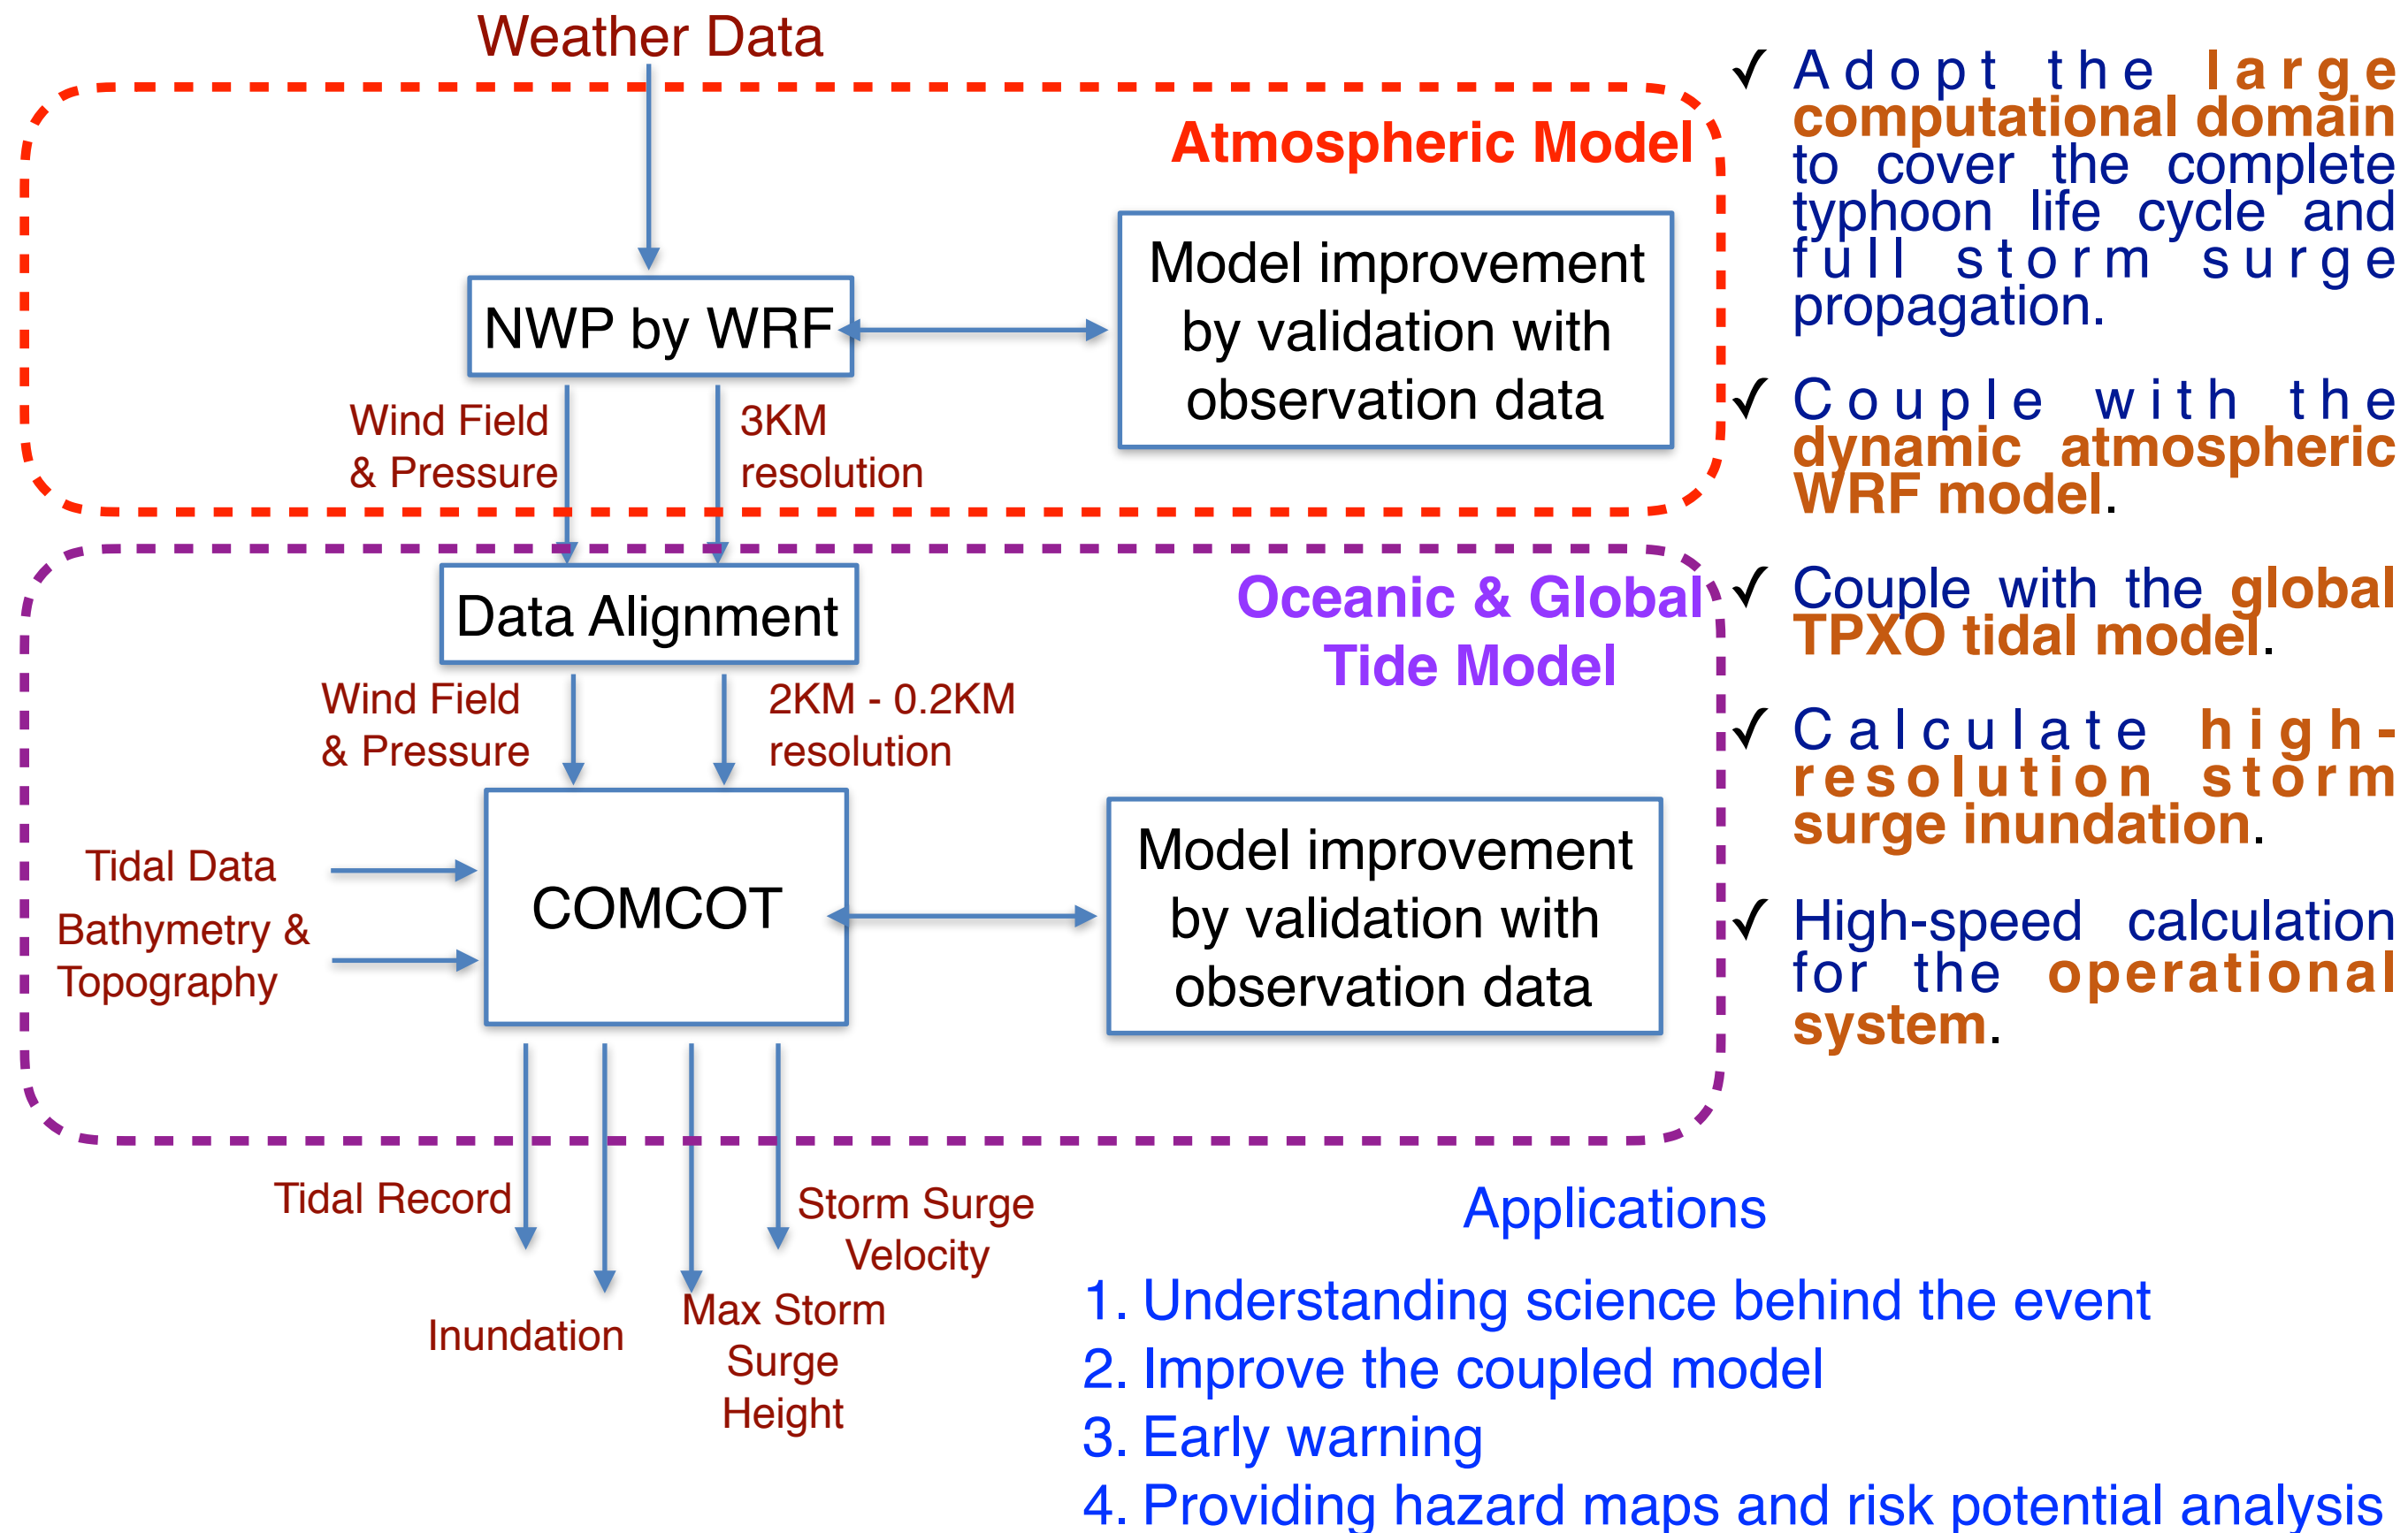 Weather Data
Atmospheric Model
NWP by WRF
Model improvement
by validation with
observation data
Wind Field
& Pressure
3KM
resolution
Data Alignment
Oceanic & Global
Tide Model
Wind Field
& Pressure
2KM - 0.2KM
resolution
Tidal Data
Bathymetry &
Topography
COMCOT
Model improvement
by validation with
observation data
Tidal Record
Storm Surge
Velocity
Inundation
Max Storm
Surge
Height
✓ Adopt the large
computational domain
to cover the complete
typhoon life cycle and
full storm surge
propagation.
✓ Couple with the
dynamic atmospheric
WRF model.
✓ Couple with the global
TPXO tidal model.
✓ Calculate high-
resolution storm
surge inundation.
✓ High-speed calculation
for the operational
system.
Applications
1. Understanding science behind the event
2. Improve the coupled model
3. Early warning
4. Providing hazard maps and risk potential analysis